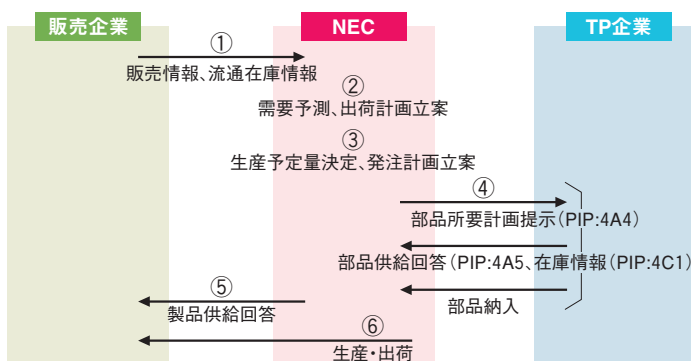 販売企業
NEC
TP企業
①
販売情報、流通在庫情報
②
需要予測、出荷計画立案
③
生産予定量決定、発注計画立案
④
部品所要計画提示(PIP:4A4)
部品供給回答(PIP:4A5、在庫情報(PIP:4C1)
⑤
製品供給回答
部品納入
⑥
生産・出荷